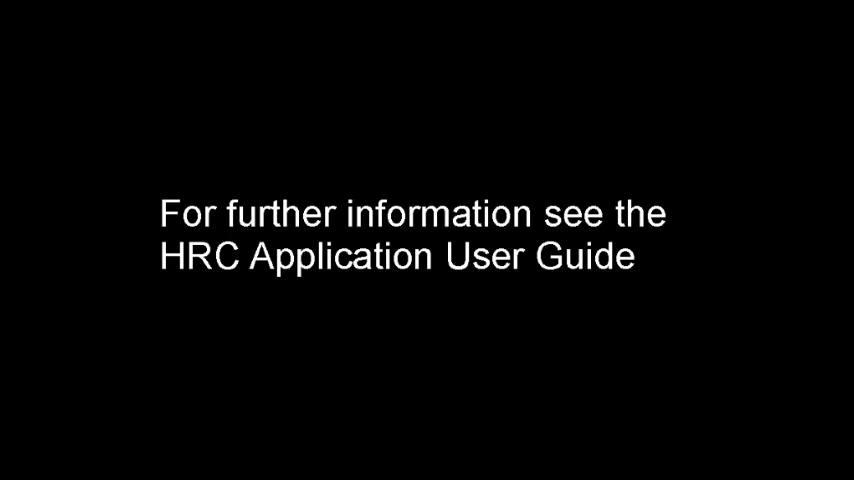 For further information see the
HRC Application User Guide